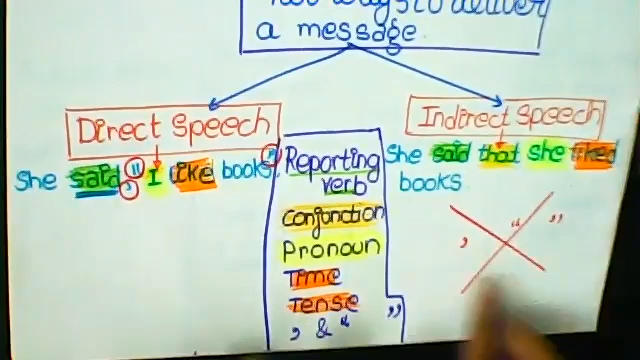 a message
Direct Speech
Indirect Speech
She said, "I like books."
Reporting
verb
Conjunction
Pronoun
Time
Tense
, & " "
She said that she liked
books
, " "